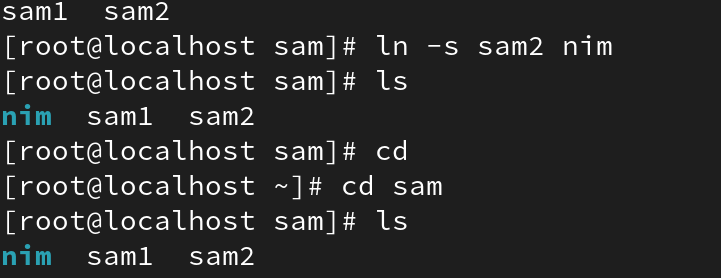 sam1  sam2
[root@localhost sam]# ln -s sam2 nim
[root@localhost sam]# ls
nim  sam1  sam2
[root@localhost sam]# cd
[root@localhost ~]# cd sam
[root@localhost sam]# ls
nim  sam1  sam2